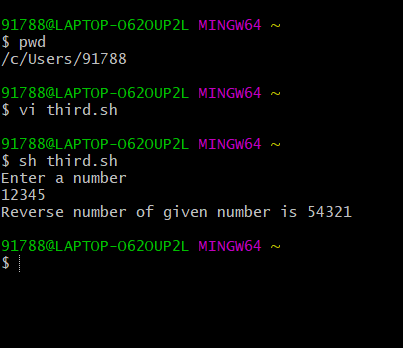 91788@LAPTOP-O62OUP2L MINGW64 ~
$ pwd
/c/Users/91788
91788@LAPTOP-O62OUP2L MINGW64 ~
$ vi third.sh
91788@LAPTOP-O62OUP2L MINGW64 ~
$ sh third.sh
Enter a number
12345
Reverse number of given number is 54321
91788@LAPTOP-O62OUP2L MINGW64 ~
$